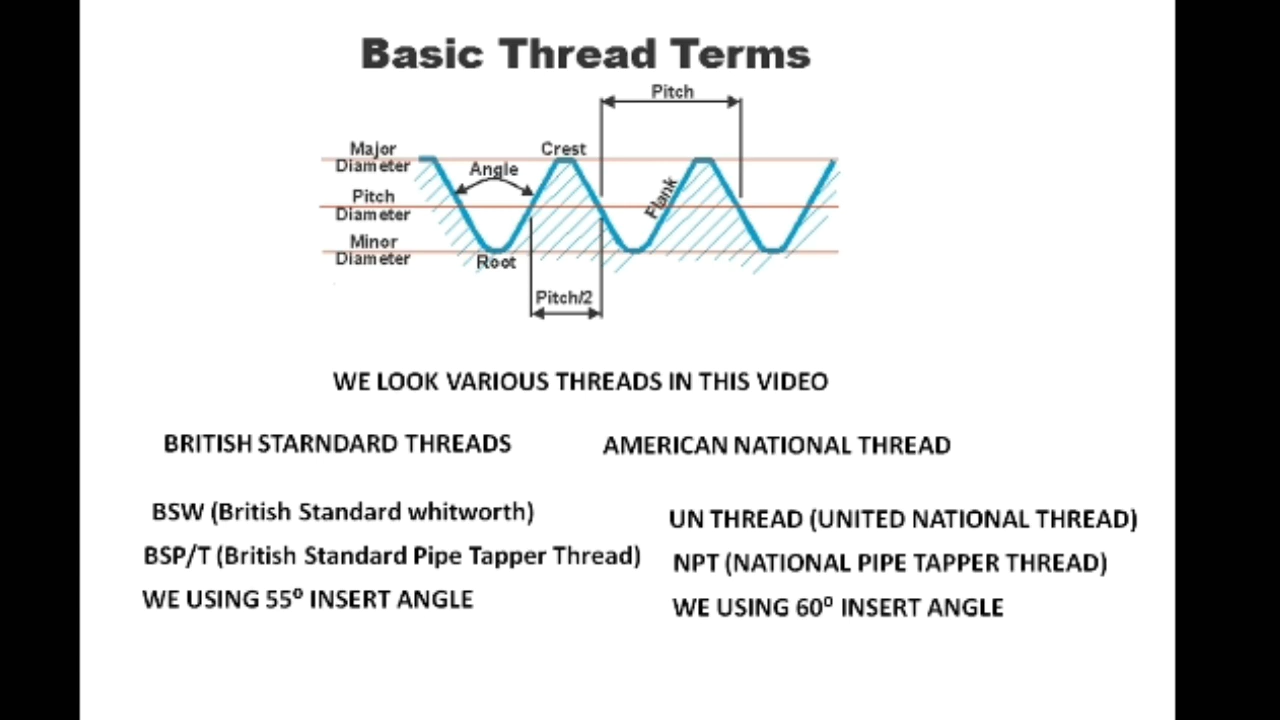 Basic Thread Terms
Pitch
Major
Diameter
Crest
Angle
Pitch
Diameter
Flank
Minor
Diameter
Root
Pitch/2
WE LOOK VARIOUS THREADS IN THIS VIDEO
BRITISH STARNDARD THREADS
AMERICAN NATIONAL THREAD
BSW (British Standard whitworth)
BSP/T (British Standard Pipe Tapper Thread)
WE USING 55⁰ INSERT ANGLE
UN THREAD (UNITED NATIONAL THREAD)
NPT (NATIONAL PIPE TAPPER THREAD)
WE USING 60⁰ INSERT ANGLE